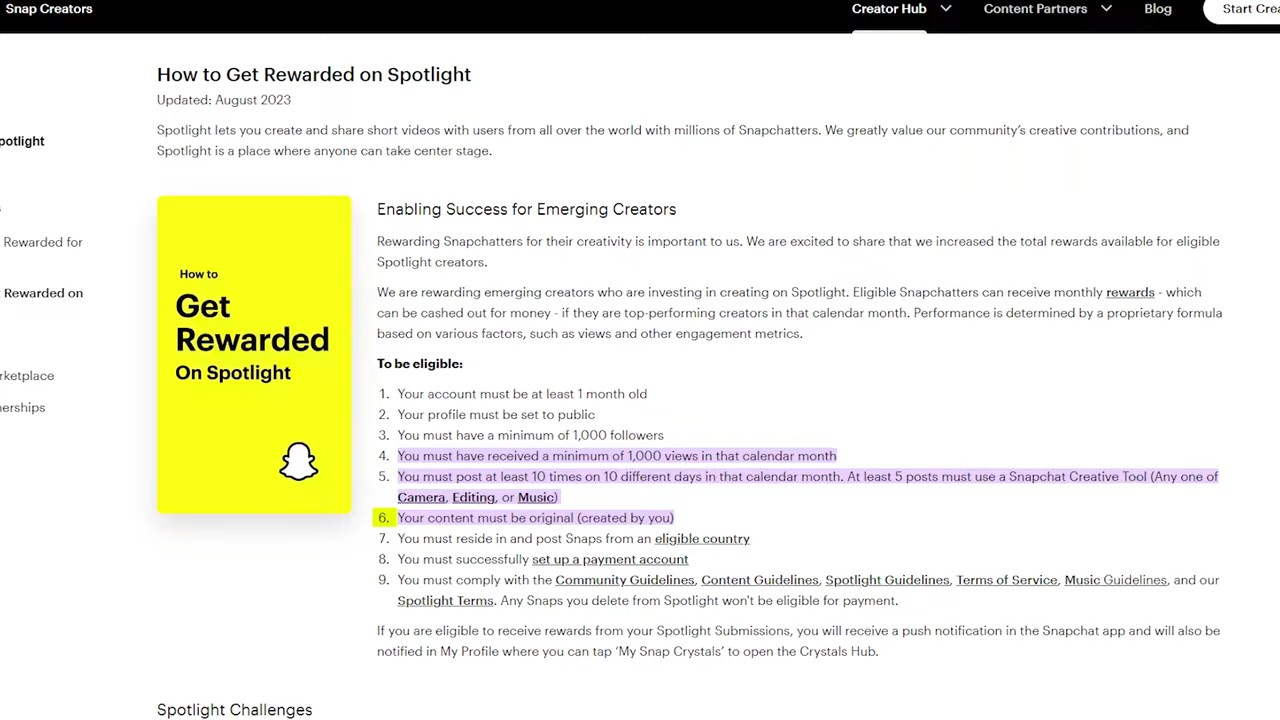 Snap Creators
Creator Hub
Content Partners
Blog
Start Crea
How to Get Rewarded on Spotlight
Updated: August 2023
Spotlight lets you create and share short videos with users from all over the world with millions of Snapchatters. We greatly value our community's creative contributions, and
Spotlight is a place where anyone can take center stage.
potlight
Rewarded for
Rewarded on
rketplace
nerships
How to
Get
Rewarded
On Spotlight
Enabling Success for Emerging Creators
Rewarding Snapchatters for their creativity is important to us. We are excited to share that we increased the total rewards available for eligible
Spotlight creators.
We are rewarding emerging creators who are investing in creating on Spotlight. Eligible Snapchatters can receive monthly rewards - which
can be cashed out for money - if they are top-performing creators in that calendar month. Performance is determined by a proprietary formula
based on various factors, such as views and other engagement metrics.
To be eligible:
1. Your account must be at least 1 month old
2. Your profile must be set to public
3. You must have a minimum of 1,000 followers
4. You must have received a minimum of 1,000 views in that calendar month
5. You must post at least 10 times on 10 different days in that calendar month. At least 5 posts must use a Snapchat Creative Tool (Any one of
Camera, Editing, or Music)
6. Your content must be original (created by you)
7. You must reside in and post Snaps from an eligible country
8. You must successfully set up a payment account
9. You must comply with the Community Guidelines, Content Guidelines, Spotlight Guidelines, Terms of Service, Music Guidelines, and our
Spotlight Terms. Any Snaps you delete from Spotlight won't be eligible for payment.
If you are eligible to receive rewards from your Spotlight Submissions, you will receive a push notification in the Snapchat app and will also be
notified in My Profile where you can tap 'My Snap Crystals' to open the Crystals Hub.
Spotlight Challenges